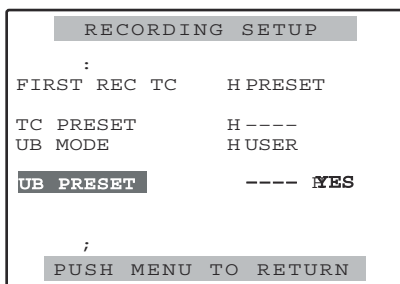 RECORDING SETUP
:
FIRST REC TC H PRESET
TC PRESET H ----
UB MODE H USER
UB PRESET ---- YES
;
PUSH MENU TO RETURN